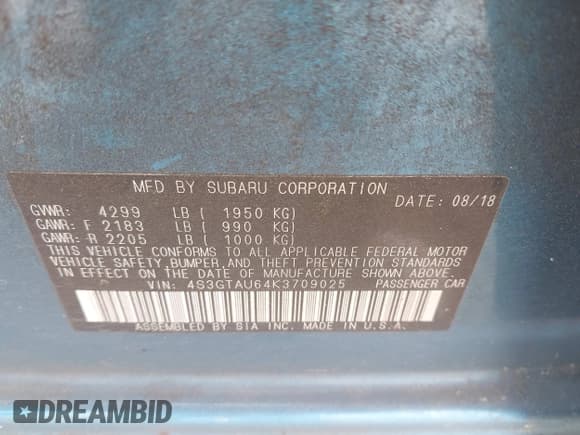 MFD BY SUBARU CORPORATION
DATE: 08/18
GVWR: 4299 LB ( 1950 KG)
GAWR: F 2183 LB ( 990 KG)
GAWR: R 2205 LB ( 1000 KG)
THIS VEHICLE CONFORMS TO ALL APPLICABLE FEDERAL MOTOR
VEHICLE SAFETY, BUMPER, AND THEFT PREVENTION STANDARDS
IN EFFECT ON THE DATE OF MANUFACTURE SHOWN ABOVE.
VIN: 4S3GTAU64K3709025 PASSENGER CAR
ASSEMBLED BY SIA INC. MADE IN U.S.A.
DREAMBID